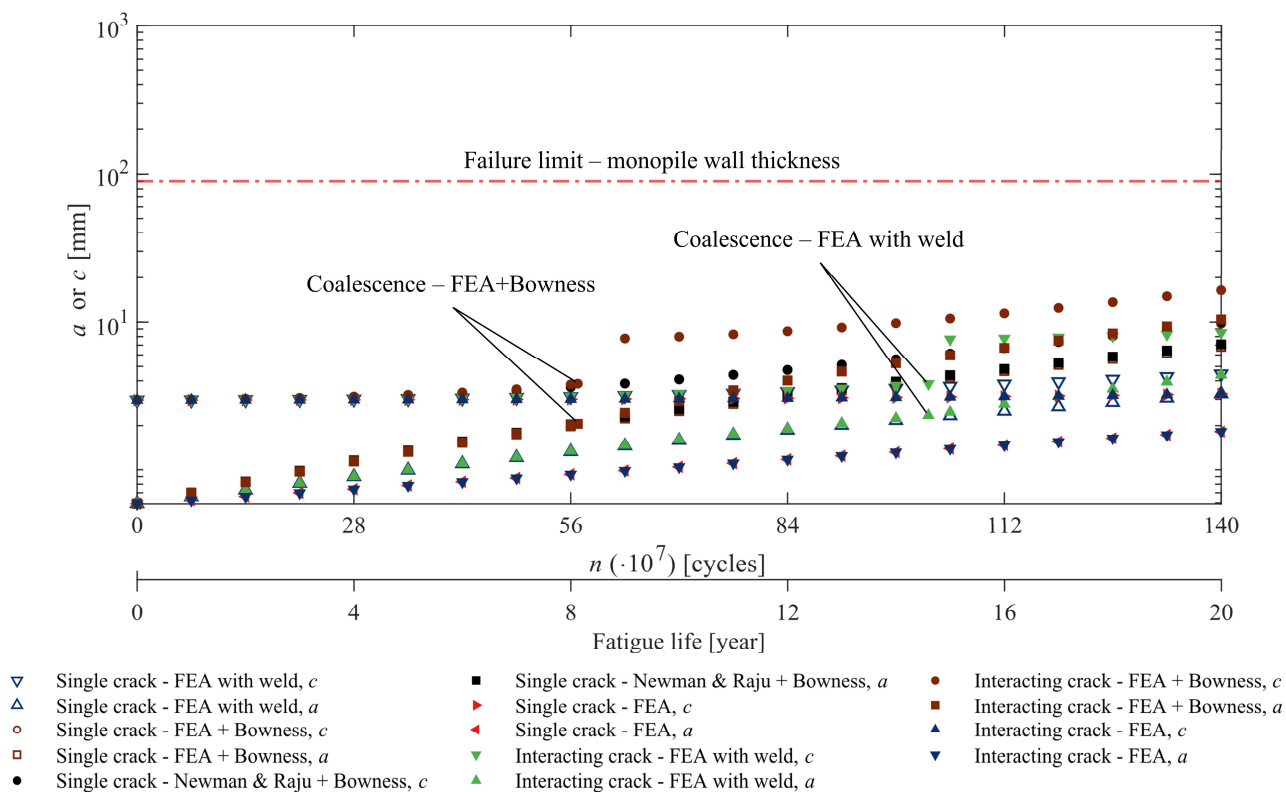 10^3
Failure limit – monopile wall thickness
10^2
Coalescence – FEA with weld
Coalescence – FEA+Bowness
10^1
a or c [mm]
0 28 56 84 112 140
n (·10^7) [cycles]
0 4 8 12 16 20
Fatigue life [year]
Single crack - FEA with weld, c
Single crack - FEA with weld, a
Single crack - FEA + Bowness, c
Single crack - FEA + Bowness, a
Single crack - Newman & Raju + Bowness, c
Single crack - Newman & Raju + Bowness, a
Single crack - FEA, c
Single crack - FEA, a
Interacting crack - FEA with weld, c
Interacting crack - FEA with weld, a
Interacting crack - FEA + Bowness, c
Interacting crack - FEA + Bowness, a
Interacting crack - FEA, c
Interacting crack - FEA, a